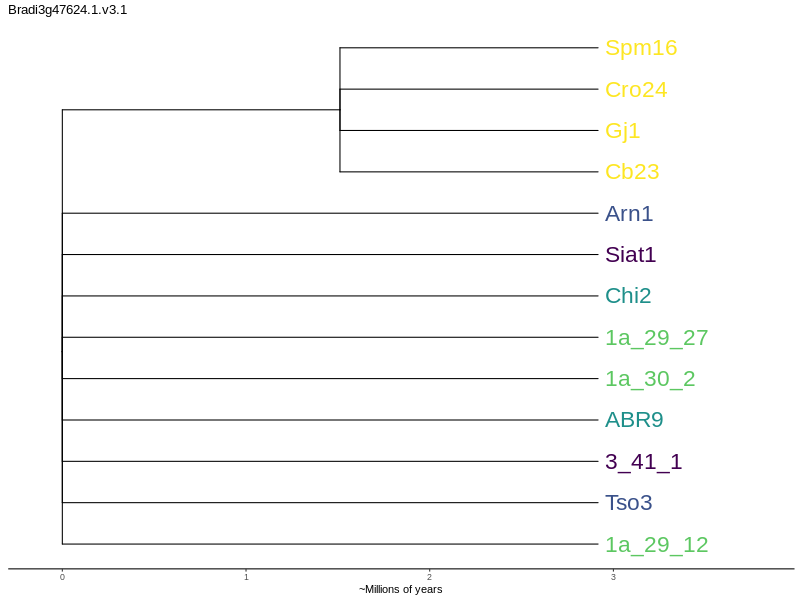 Bradi3g47624.1.v3.1
Spm16
Cro24
Gj1
Cb23
Arn1
Siat1
Chi2
1a_29_27
1a_30_2
ABR9
3_41_1
Tso3
1a_29_12
0 1 2 3
~Millions of years